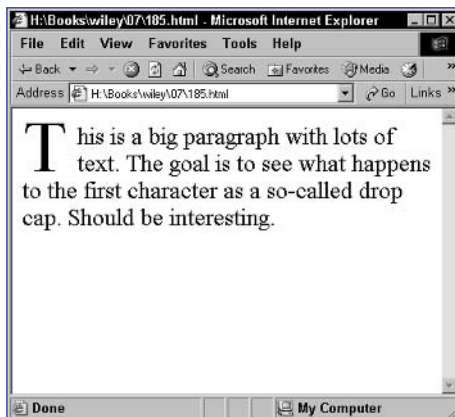 H:\Books\wiley\07\185.html - Microsoft Internet Explorer
File Edit View Favorites Tools Help
Back Search Favorites Media »
Address H:\Books\wiley\07\185.html Go Links »
This is a big paragraph with lots of
text. The goal is to see what happens
to the first character as a so-called drop
cap. Should be interesting.
Done My Computer